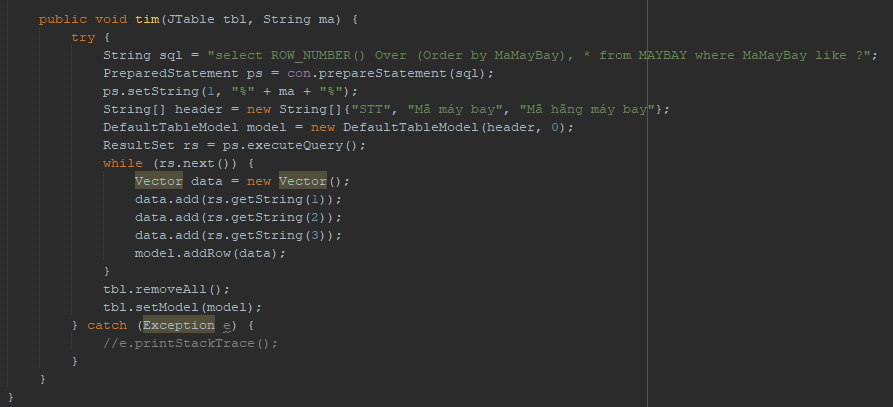 public void tim(JTable tbl, String ma) {
try {
String sql = "select ROW_NUMBER() Over (Order by MaMayBay), * from MAYBAY where MaMayBay like ?";
PreparedStatement ps = con.prepareStatement(sql);
ps.setString(1, "%" + ma + "%");
String[] header = new String[]{"STT", "Mã máy bay", "Mã hãng máy bay"};
DefaultTableModel model = new DefaultTableModel(header, 0);
ResultSet rs = ps.executeQuery();
while (rs.next()) {
Vector data = new Vector();
data.add(rs.getString(1));
data.add(rs.getString(2));
data.add(rs.getString(3));
model.addRow(data);
}
tbl.removeAll();
tbl.setModel(model);
} catch (Exception e) {
//e.printStackTrace();
}
}
}